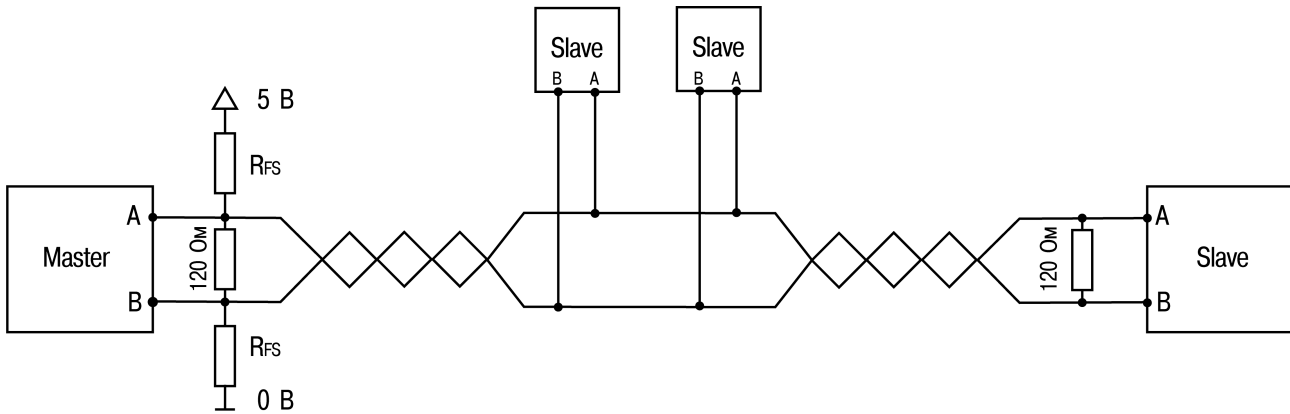 Slave
B A
Slave
B A
5 В
RFS
A
120 Ом
Master
B
RFS
0 В
120 Ом
A
Slave
B